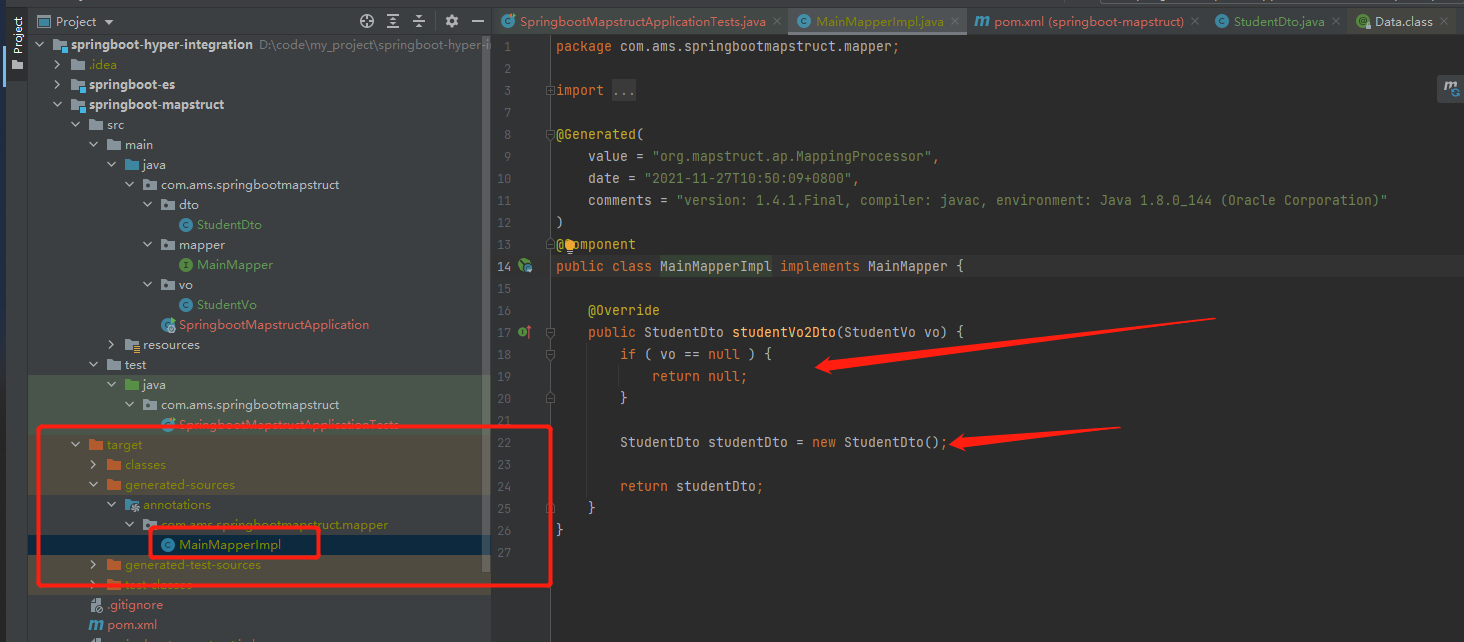 Project
Project
SpringbootMapstructApplicationTests.java
MainMapperImpl.java
pom.xml (springboot-mapstruct)
StudentDto.java
Data.class
springboot-hyper-integration D:\code\my_project\springboot-hyper-i
.idea
springboot-es
springboot-mapstruct
src
main
java
com.ams.springbootmapstruct
dto
StudentDto
mapper
MainMapper
vo
StudentVo
SpringbootMapstructApplication
resources
test
java
com.ams.springbootmapstruct
SpringbootMapstructApplicationTests
target
classes
generated-sources
annotations
com.ams.springbootmapstruct.mapper
MainMapperImpl
generated-test-sources
test-classes
.gitignore
pom.xml
1 package com.ams.springbootmapstruct.mapper;
2
3 import ...
7
8 @Generated(
9 value = "org.mapstruct.ap.MappingProcessor",
10 date = "2021-11-27T10:50:09+0800",
11 comments = "version: 1.4.1.Final, compiler: javac, environment: Java 1.8.0_144 (Oracle Corporation)"
12 )
13 @Component
14 public class MainMapperImpl implements MainMapper {
15
16 @Override
17 public StudentDto studentVo2Dto(StudentVo vo) {
18 if ( vo == null ) {
19 return null;
20 }
21
22 StudentDto studentDto = new StudentDto();
23
24 return studentDto;
25 }
26 }
27